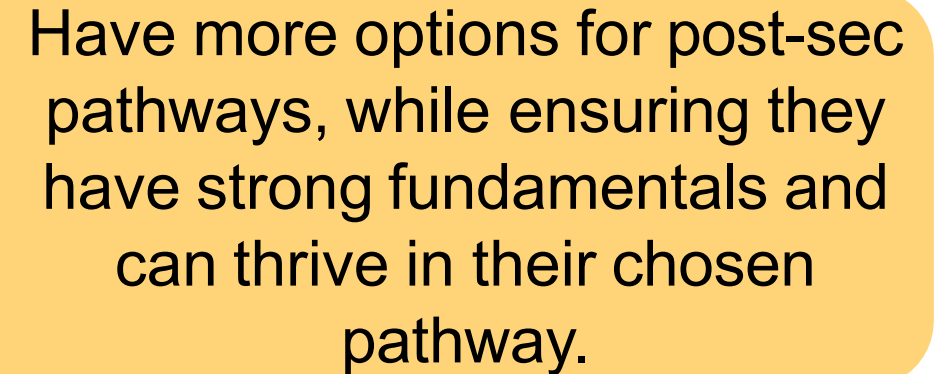 Have more options for post-sec
pathways, while ensuring they
have strong fundamentals and
can thrive in their chosen
pathway.